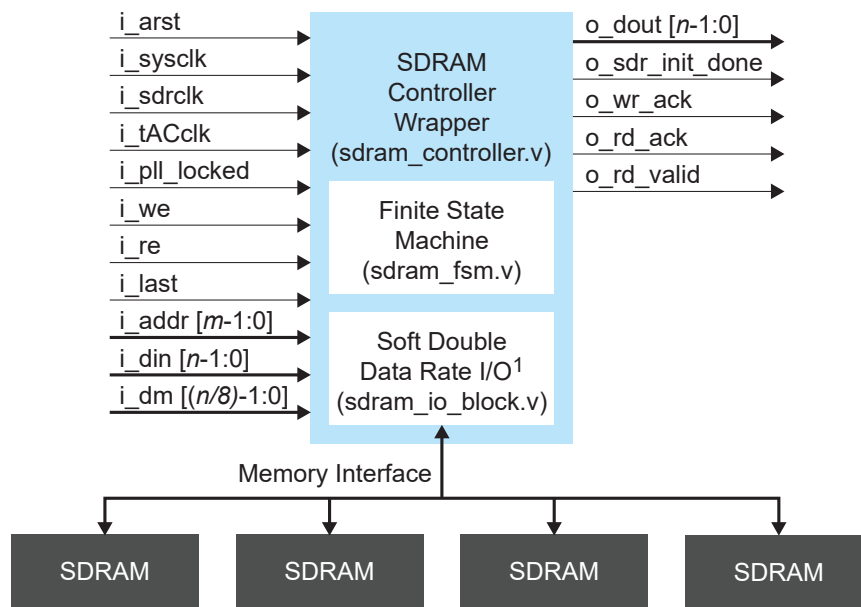 i_arst
i_sysclk
i_sdrclk
i_tACclk
i_pll_locked
i_we
i_re
i_last
i_addr [m-1:0]
i_din [n-1:0]
i_dm [(n/8)-1:0]
SDRAM
Controller
Wrapper
(sdram_controller.v)
Finite State
Machine
(sdram_fsm.v)
Soft Double
Data Rate I/O¹
(sdram_io_block.v)
o_dout [n-1:0]
o_sdr_init_done
o_wr_ack
o_rd_ack
o_rd_valid
Memory Interface
SDRAM
SDRAM
SDRAM
SDRAM